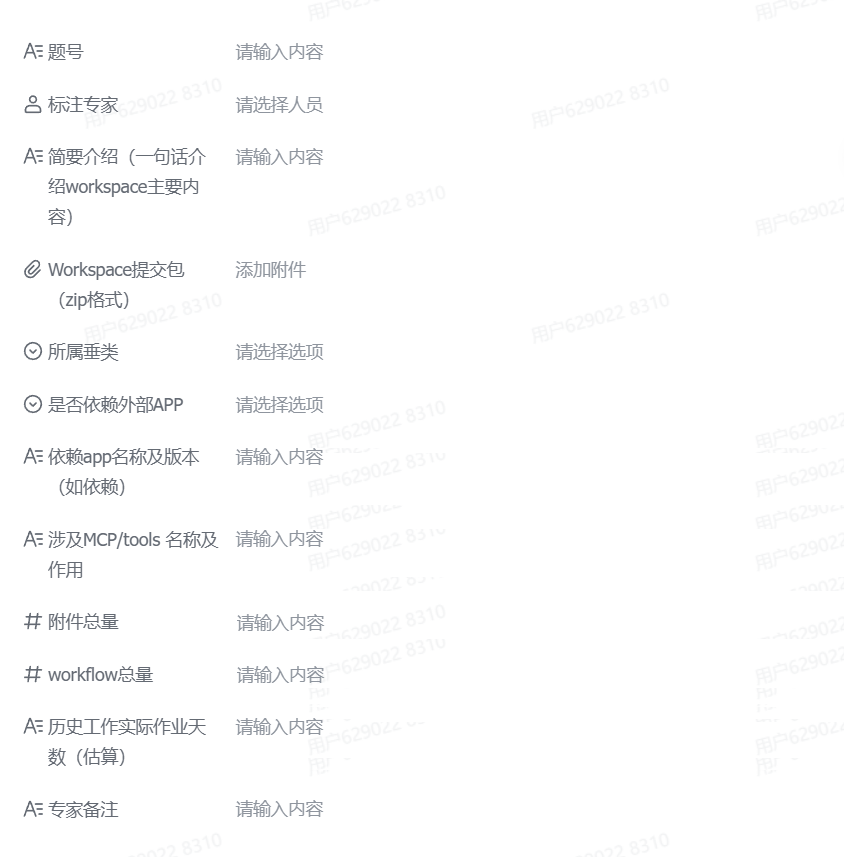 题号 请输入内容
标注专家 请选择人员
简要介绍（一句话介 请输入内容
绍workspace主要内
容）
Workspace提交包 添加附件
（zip格式）
所属垂类 请选择选项
是否依赖外部APP 请选择选项
依赖app名称及版本 请输入内容
（如依赖）
涉及MCP/tools 名称及 请输入内容
作用
附件总量 请输入内容
workflow总量 请输入内容
历史工作实际作业天 请输入内容
数（估算）
专家备注 请输入内容
用户629022 8310